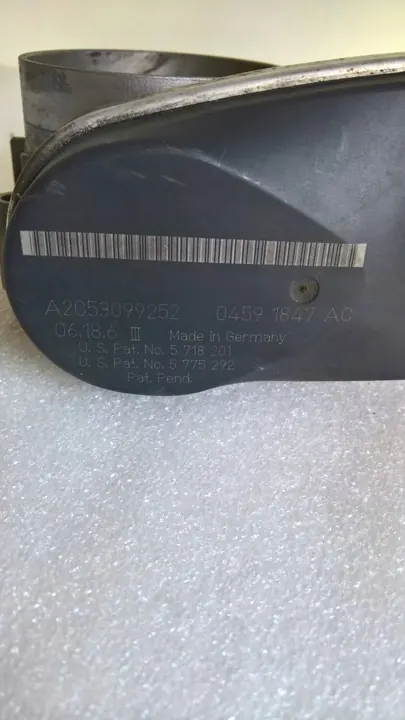 A2C53099252 0459 1847 AC
06.18.6 III Made in Germany
U. S. Pat. No. 5 718 201
U. S. Pat. No. 5 775 292
Pat. Pend.